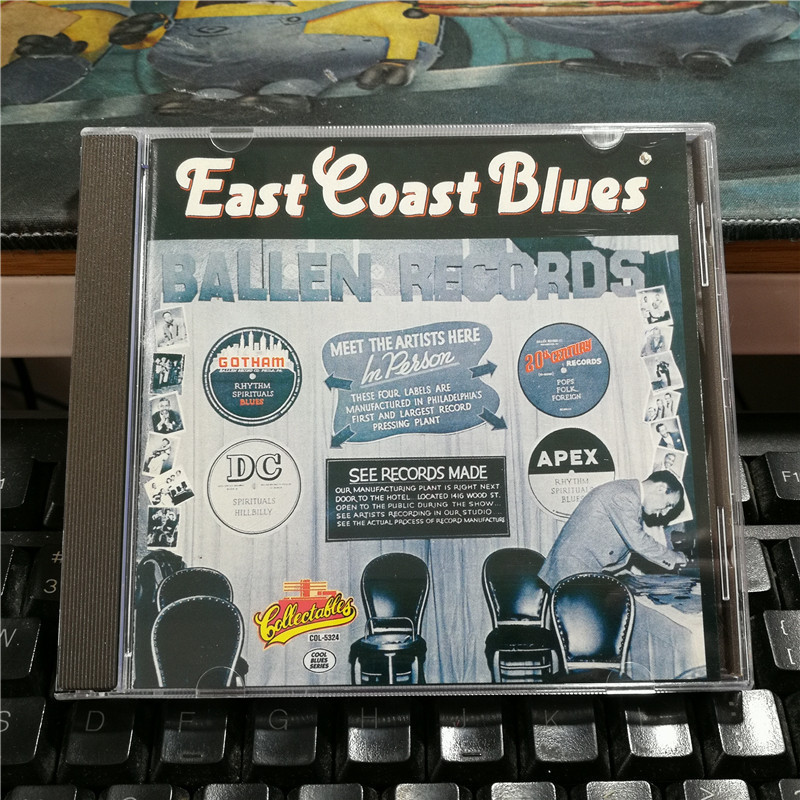 East Coast Blues
BALLEN RECORDS
GOTHAM
RHYTHM
SPIRITUALS
BLUES
MEET THE ARTISTS HERE
In Person
THESE FOUR LABELS ARE
MANUFACTURED IN PHILADELPHIA'S
FIRST AND LARGEST RECORD
PRESSING PLANT
20th CENTURY
RECORDS
POPS
FOLK
FOREIGN
DC
SPIRITUALS
HILLBILLY
SEE RECORDS MADE
OUR MANUFACTURING PLANT IS RIGHT NEXT
DOOR TO THE HOTEL. LOCATED 1416 WOOD ST.
OPEN TO THE PUBLIC DURING THE SHOW...
SEE ARTISTS RECORDING IN OUR STUDIO...
SEE THE ACTUAL PROCESS OF RECORD MANUFACTURE
APEX
RHYTHM
SPIRITUALS
BLUES
Collectables
COL-5324
COOL
BLUES
SERIES
F1
#
3
W
S D F G H J K L